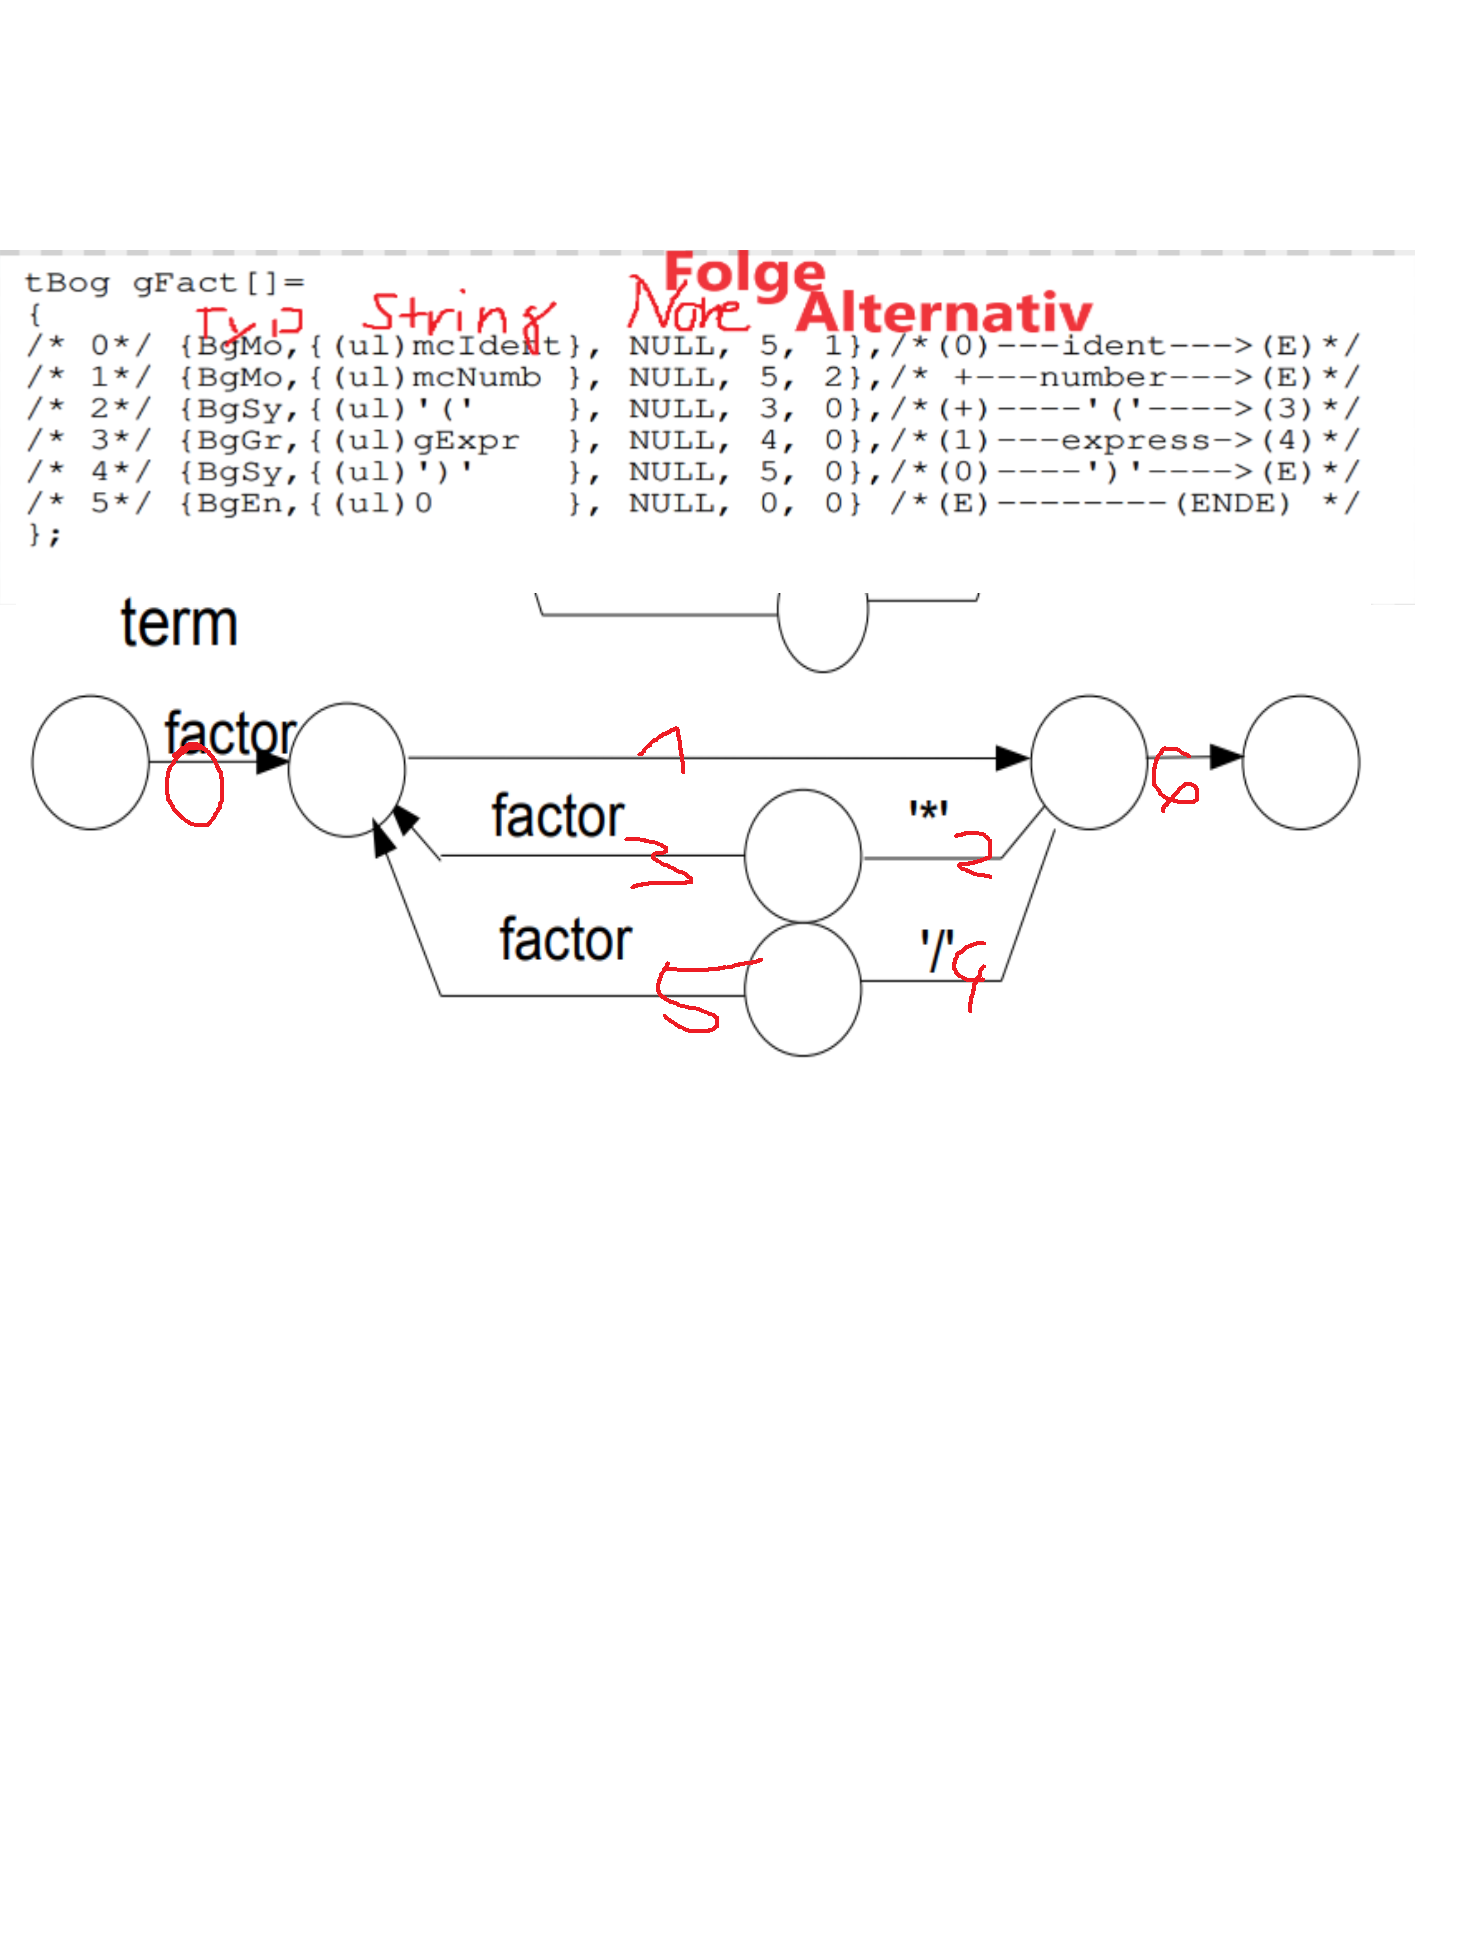 Folge
tBog gFact[]=
{ Typ String None Alternativ
/* 0*/ {BgMo,{(ul)mcIdent}, NULL, 5, 1},/*(0)---ident--->(E)*/
/* 1*/ {BgMo,{(ul)mcNumb }, NULL, 5, 2},/* +---number--->(E)*/
/* 2*/ {BgSy,{(ul)'(' }, NULL, 3, 0},/*(+)----'('---->(3)*/
/* 3*/ {BgGr,{(ul)gExpr }, NULL, 4, 0},/*(1)---express->(4)*/
/* 4*/ {BgSy,{(ul)')' }, NULL, 5, 0},/*(0)----')'---->(E)*/
/* 5*/ {BgEn,{(ul)0 }, NULL, 0, 0} /*(E)--------(ENDE) */
};
term
factor
0 1 6
factor '*'
3 2
factor '/'
5 4